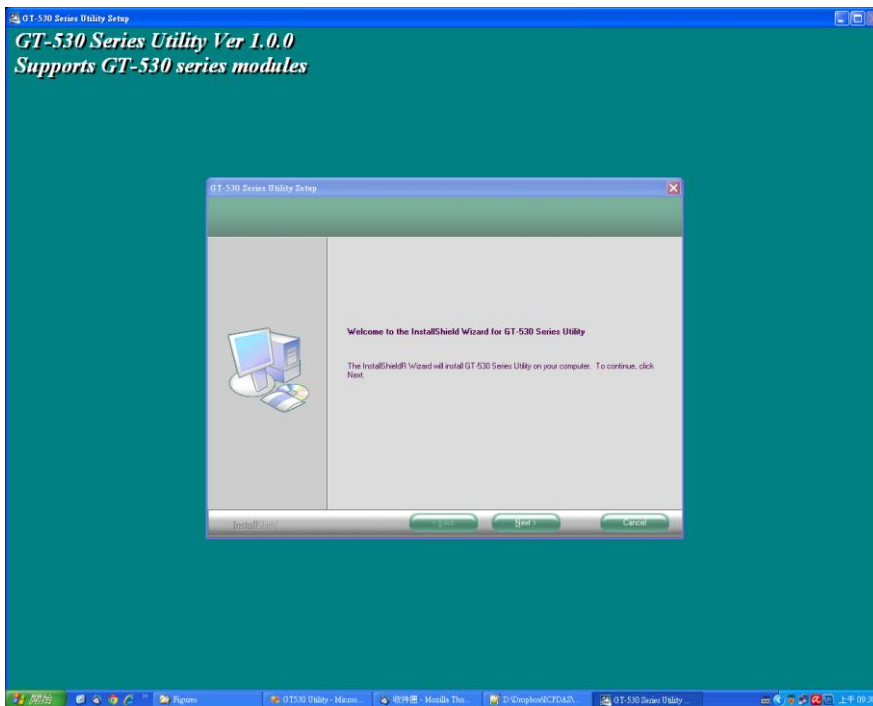 GT-530 Series Utility Setup
GT-530 Series Utility Ver 1.0.0
Supports GT-530 series modules
GT-530 Series Utility Setup
Welcome to the InstallShield Wizard for GT-530 Series Utility
The InstallShieldR Wizard will install GT-530 Series Utility on your computer. To continue, click
Next.
InstallShield
< Back
Next >
Cancel
開始
Figures
GT530 Utility - Micros...
收件匣 - Mozilla Thu...
D:\Dropbox\ICPDAS\...
GT-530 Series Utility ...
上午 09:3